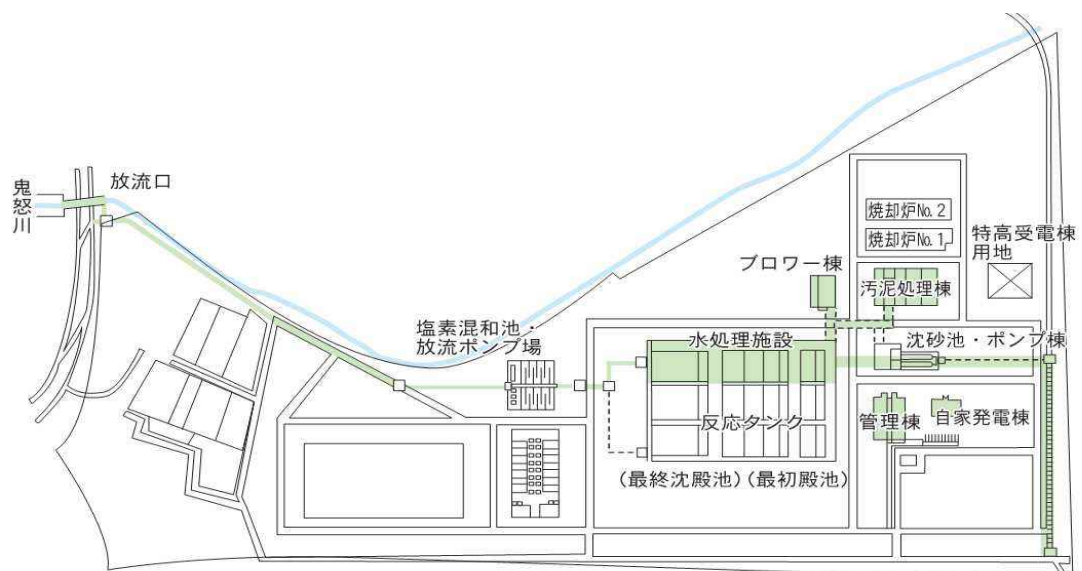 鬼怒川
放流口
焼却炉No. 2
焼却炉No. 1
特高受電棟
用地
ブロワー棟
汚泥処理棟
塩素混和池・
放流ポンプ場
水処理施設
沈砂池・ポンプ棟
反応タンク
管理棟
自家発電棟
(最終沈殿池)(最初殿池)